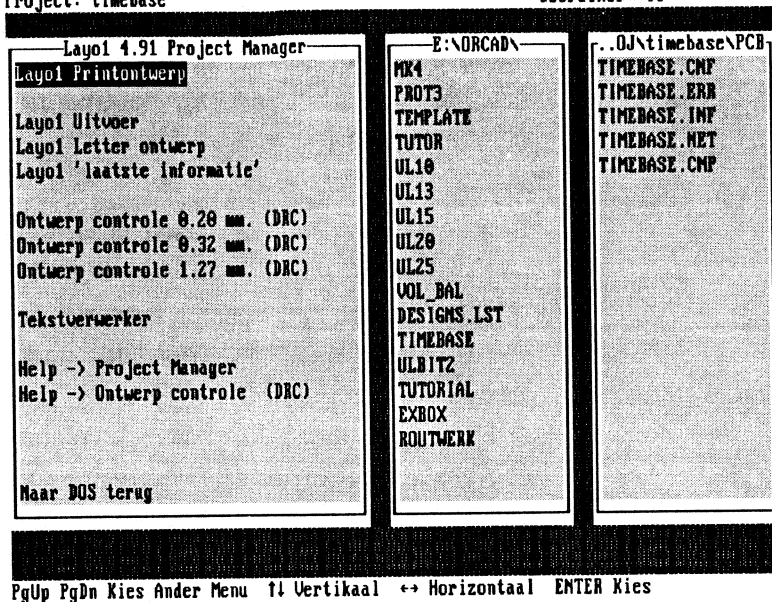 Project: timebase
Layo1 4.91 Project Manager
Layo1 Printontwerp
Layo1 Uitvoer
Layo1 Letter ontwerp
Layo1 'laatste informatie'
Ontwerp controle 0.20 mm. (DRC)
Ontwerp controle 0.32 mm. (DRC)
Ontwerp controle 1.27 mm. (DRC)
Tekstverwerker
Help -> Project Manager
Help -> Ontwerp controle (DRC)
Naar DOS terug
E:\ORCAD\
MX4
PROT3
TEMPLATE
TUTOR
UL10
UL13
UL15
UL20
UL25
VOL_BAL
DESIGNS.LST
TIMEBASE
ULBITZ
TUTORIAL
EXBOX
ROUTWERK
..OJ\timebase\PCB
TIMEBASE.CMF
TIMEBASE.ERR
TIMEBASE.INF
TIMEBASE.NET
TIMEBASE.CMP
PgUp PgDn Kies Ander Menu ↑↓ Vertikaal ↔ Horizontaal ENTER Kies